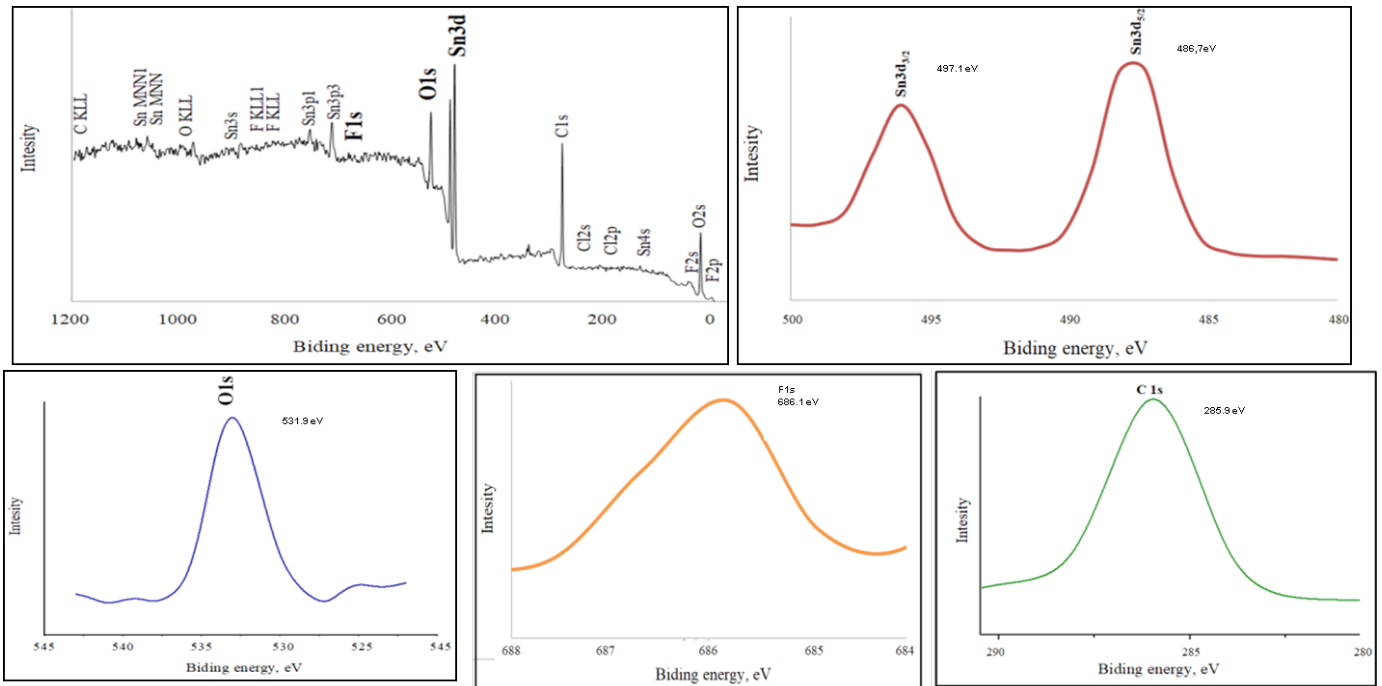 Intesity
C KLL
Sn MNN1
Sn MNN
O KLL
Sn3s
F KLL1
F KLL
Sn3p1
Sn3p3
F1s
O1s
Sn3d
C1s
Cl2s
Cl2p
Sn4s
F2s
O2s
F2p
1200 1000 800 600 400 200 0
Biding energy, eV
Intesity
Sn3d3/2
497.1 eV
Sn3d5/2
486,7eV
500 495 490 485 480
Biding energy, eV
Intesity
O1s
531.9 eV
545 540 535 530 525 545
Biding energy, eV
Intesity
F1s
686.1 eV
688 687 686 685 684
Biding energy, eV
Intesity
C 1s
285.9 eV
290 285 280
Biding energy, eV